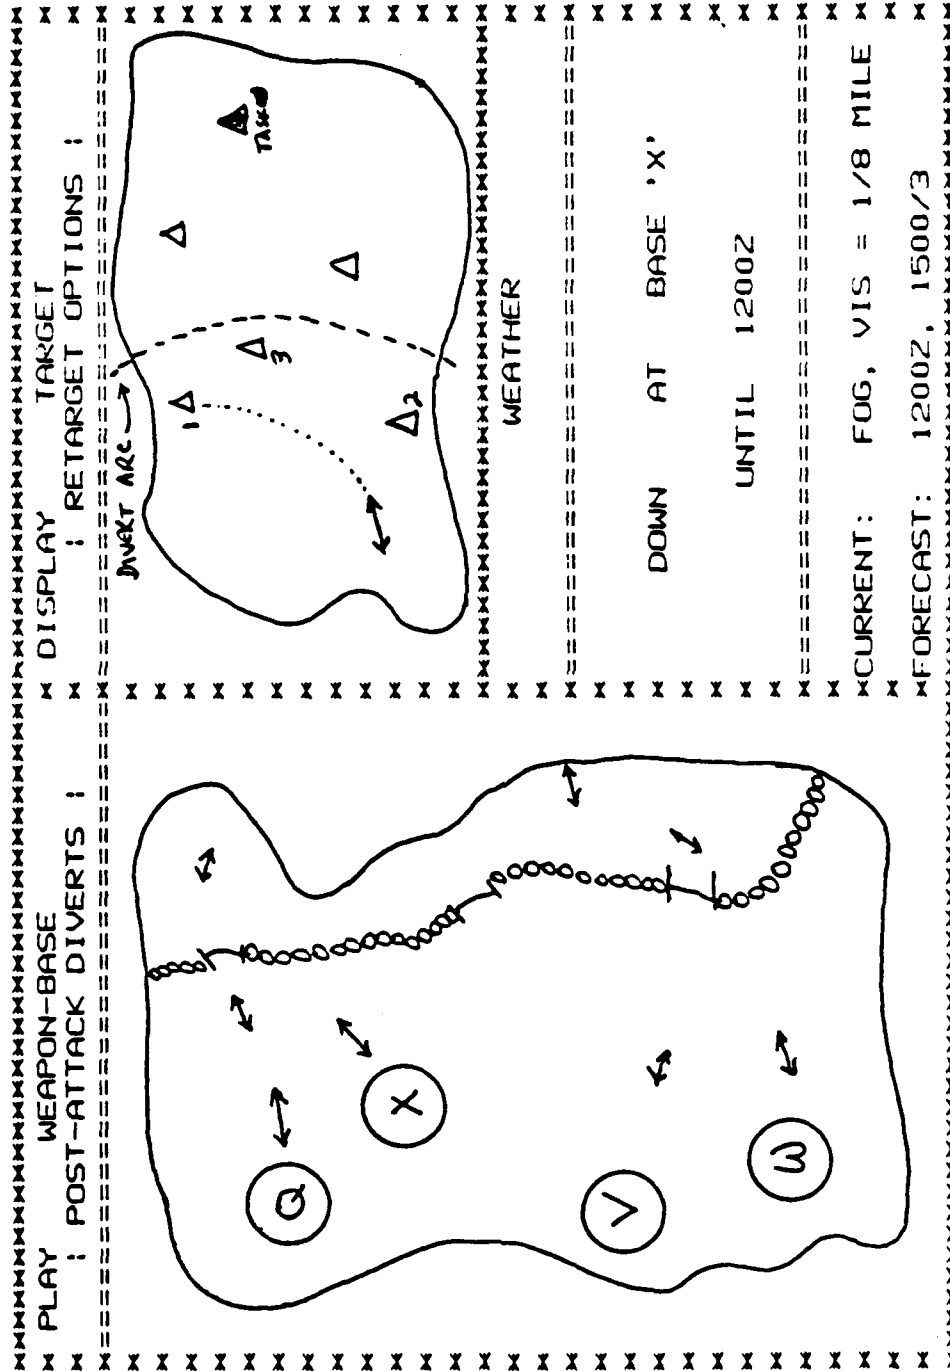 PLAY WEAPON-BASE
: POST-ATTACK DIVERTS :
Q
X
V
W
DISPLAY TARGET
: RETARGET OPTIONS :
DIVERT ARC
1
3
2
TASKED
WEATHER
DOWN AT BASE 'X'
UNTIL 1200Z
CURRENT: FOG, VIS = 1/8 MILE
FORECAST: 1200Z, 1500/3